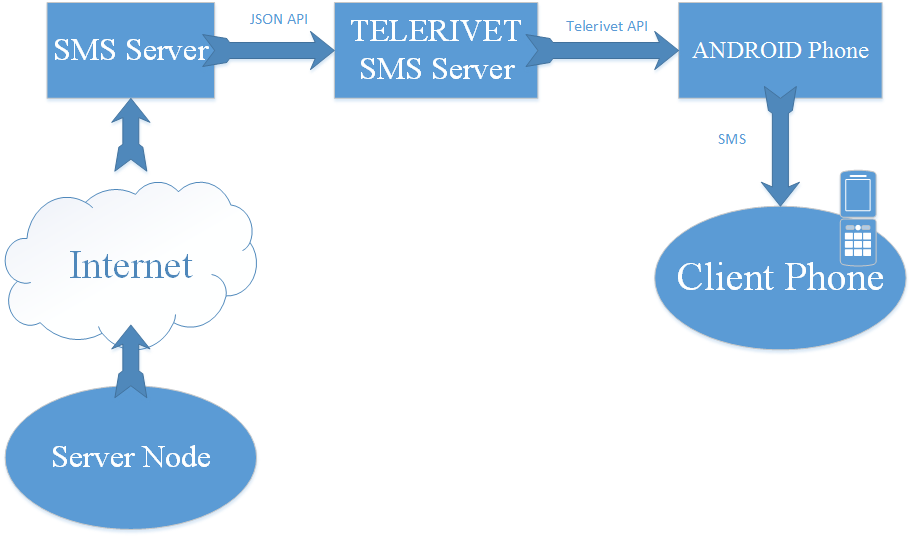 JSON API
Telerivet API
SMS Server
TELERIVET
SMS Server
ANDROID Phone
SMS
Internet
Client Phone
Server Node